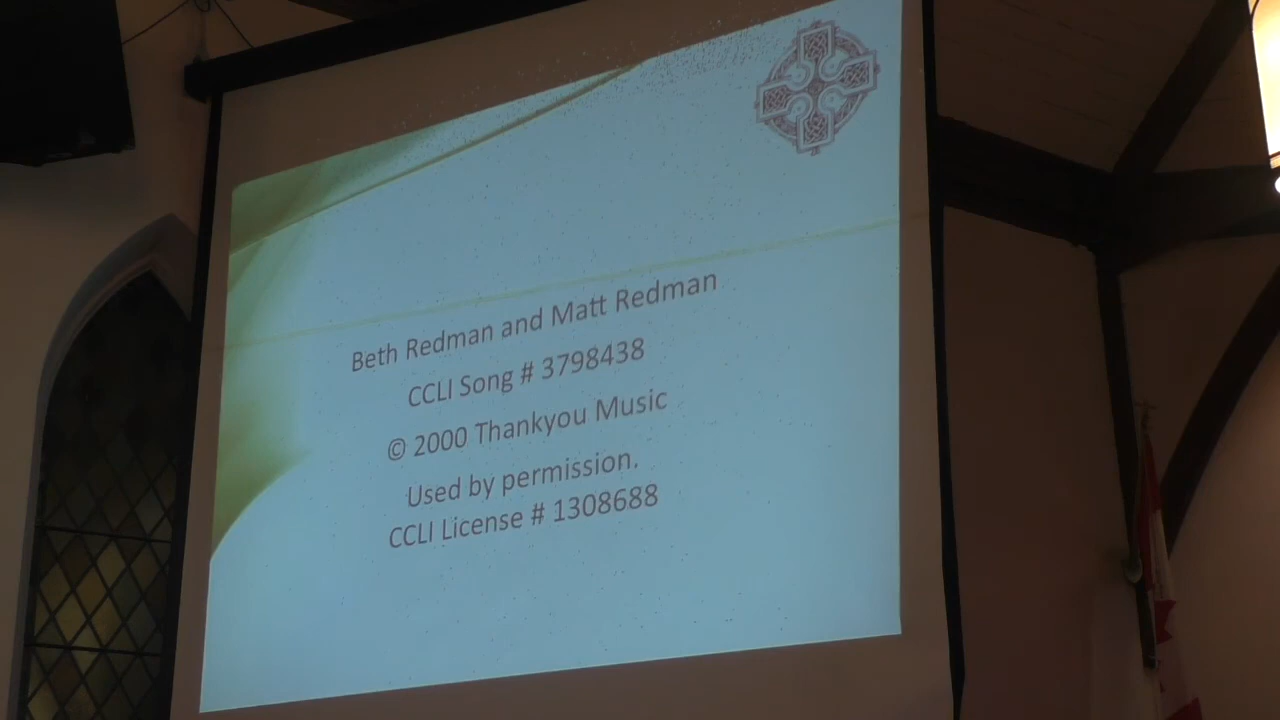 Beth Redman and Matt Redman
CCLI Song # 3798438
© 2000 Thankyou Music
Used by permission.
CCLI License # 1308688